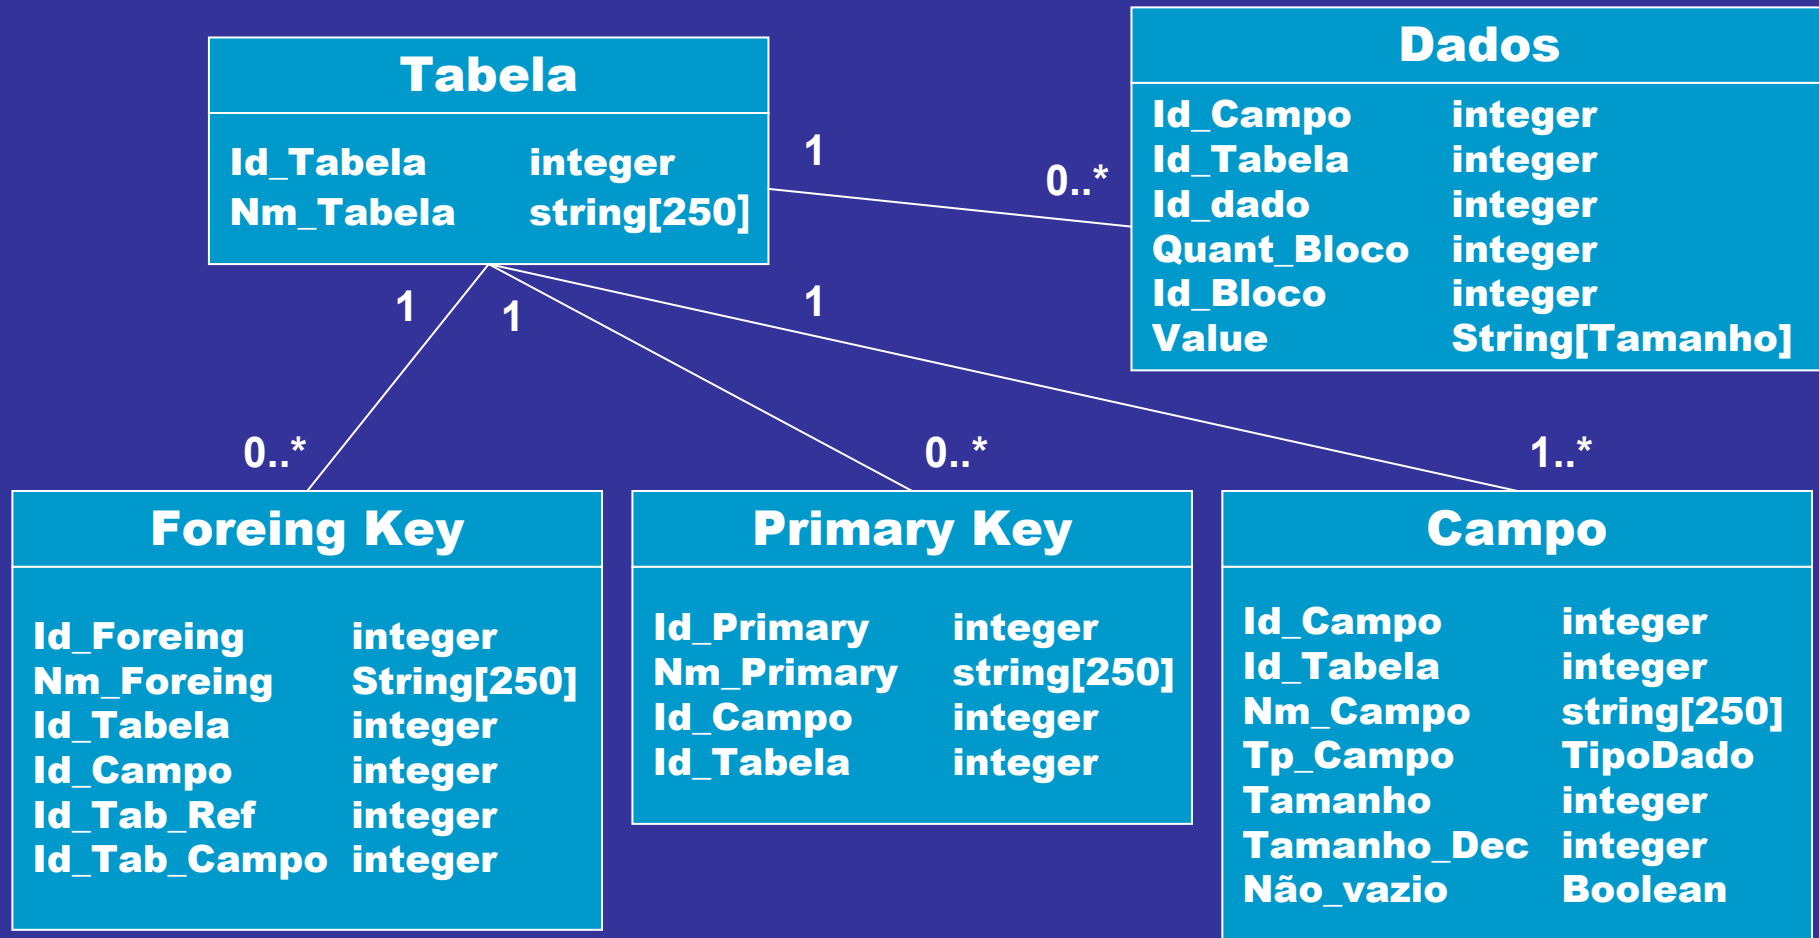 Tabela
Id_Tabela integer
Nm_Tabela string[250]
Dados
Id_Campo integer
Id_Tabela integer
Id_dado integer
Quant_Bloco integer
Id_Bloco integer
Value String[Tamanho]
1
0..*
1
1
1
0..*
0..*
1..*
Foreing Key
Id_Foreing integer
Nm_Foreing String[250]
Id_Tabela integer
Id_Campo integer
Id_Tab_Ref integer
Id_Tab_Campo integer
Primary Key
Id_Primary integer
Nm_Primary string[250]
Id_Campo integer
Id_Tabela integer
Campo
Id_Campo integer
Id_Tabela integer
Nm_Campo string[250]
Tp_Campo TipoDado
Tamanho integer
Tamanho_Dec integer
Não_vazio Boolean